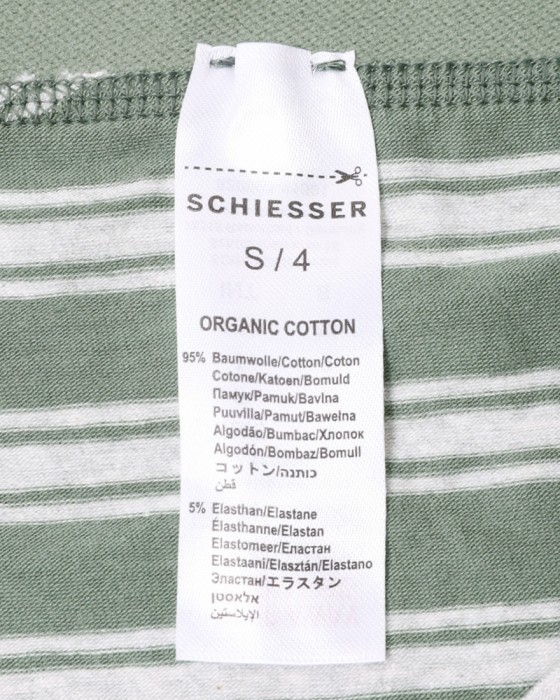 SCHIESSER
S / 4
ORGANIC COTTON
95% Baumwolle/Cotton/Coton
Cotone/Katoen/Bomuld
Памук/Pamuk/Bavlna
Puuvilla/Pamut/Bawełna
Algodão/Bumbac/Хлопок
Algodón/Bombaz/Bomull
コットン/כותנה
قطن
5% Elasthan/Elastane
Élasthanne/Elastan
Elastomeer/Еластан
Elastaani/Elasztán/Elastano
Эластан/エラスタン
אלאסטן
الإيلاستين